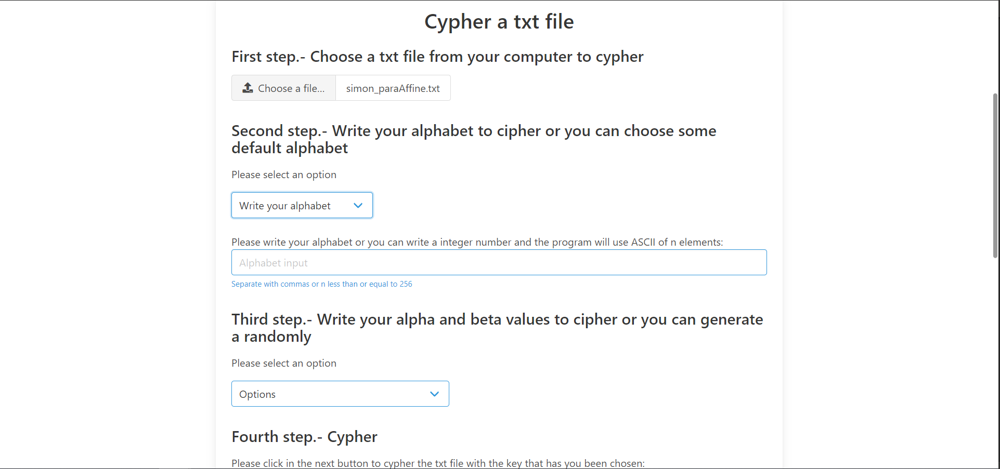 Cypher a txt file
First step.- Choose a txt file from your computer to cypher
Choose a file... simon_paraAffine.txt
Second step.- Write your alphabet to cipher or you can choose some
default alphabet
Please select an option
Write your alphabet
Please write your alphabet or you can write a integer number and the program will use ASCII of n elements:
Alphabet input
Separate with commas or n less than or equal to 256
Third step.- Write your alpha and beta values to cipher or you can generate
a randomly
Please select an option
Options
Fourth step.- Cypher
Please click in the next button to cypher the txt file with the key that has you been chosen: